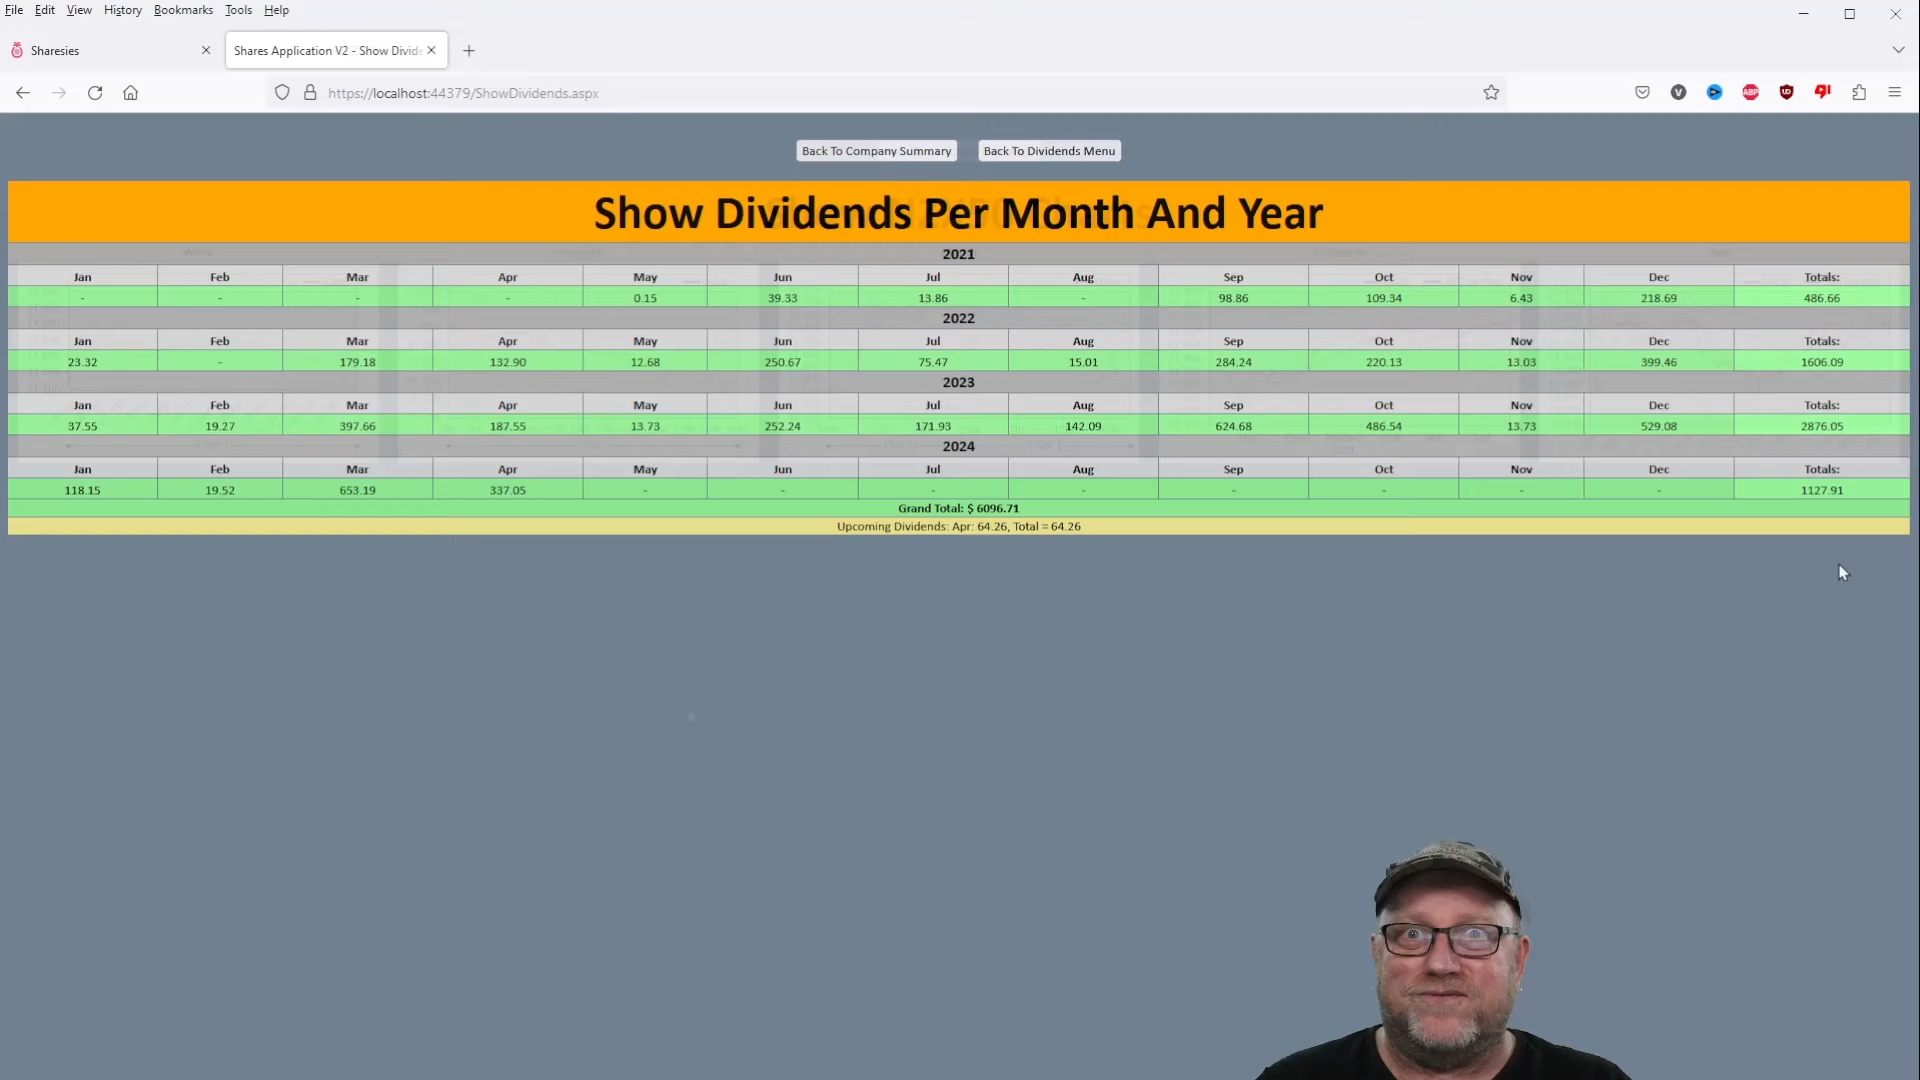 File Edit View History Bookmarks Tools Help
Sharesies
Shares Application V2 - Show Divid
https://localhost:44379/ShowDividends.aspx
Back To Company Summary Back To Dividends Menu
Show Dividends Per Month And Year
2021
Jan Feb Mar Apr May Jun Jul Aug Sep Oct Nov Dec Totals:
- - - - 0.15 39.33 13.86 - 98.86 109.34 6.43 218.69 486.66
2022
Jan Feb Mar Apr May Jun Jul Aug Sep Oct Nov Dec Totals:
23.32 - 179.18 132.90 12.68 250.67 75.47 15.01 284.24 220.13 13.03 399.46 1606.09
2023
Jan Feb Mar Apr May Jun Jul Aug Sep Oct Nov Dec Totals:
37.55 19.27 397.66 187.55 13.73 252.24 171.93 142.09 624.68 486.54 13.73 529.08 2876.05
2024
Jan Feb Mar Apr May Jun Jul Aug Sep Oct Nov Dec Totals:
118.15 19.52 653.19 337.05 - - - - - - - - 1127.91
Grand Total: $ 6096.71
Upcoming Dividends: Apr: 64.26, Total = 64.26